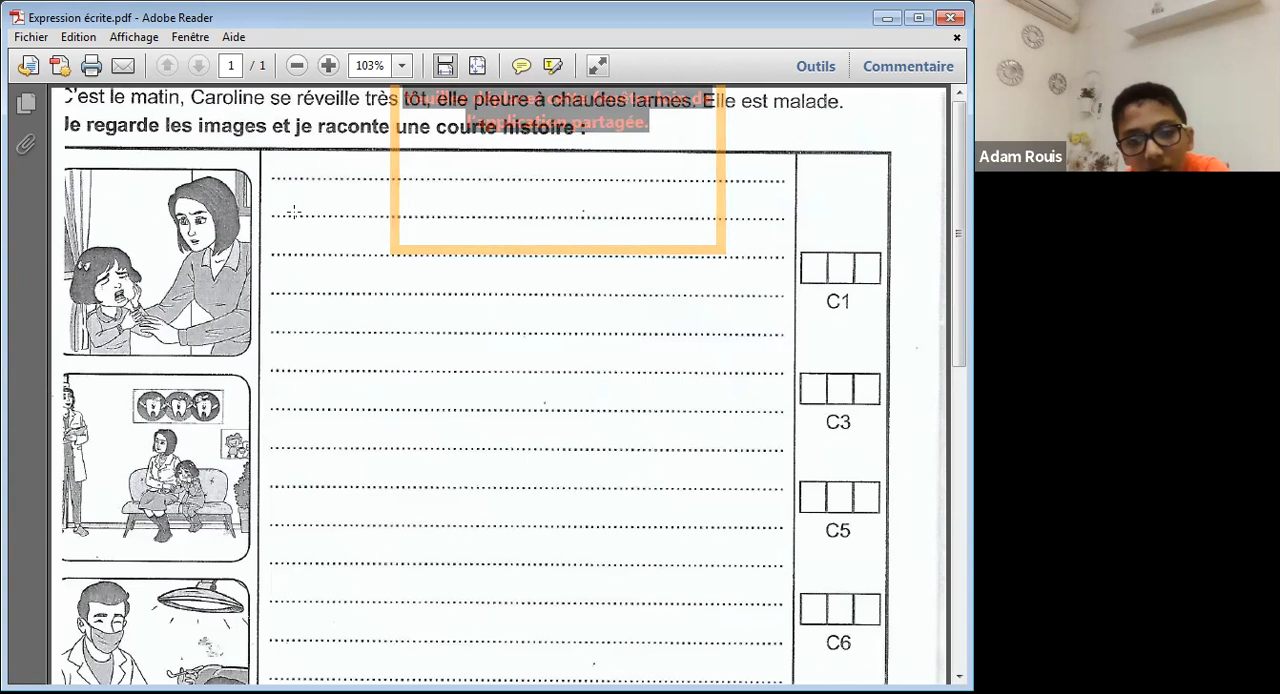 Expression écrite.pdf - Adobe Reader
Fichier Edition Affichage Fenêtre Aide
1 / 1 103% Outils Commentaire
C'est le matin, Caroline se réveille très tôt, elle pleure à chaudes larmes. Elle est malade.
l'application partagée.
Je regarde les images et je raconte une courte histoire :
C1
C3
C5
C6
Adam Rouis